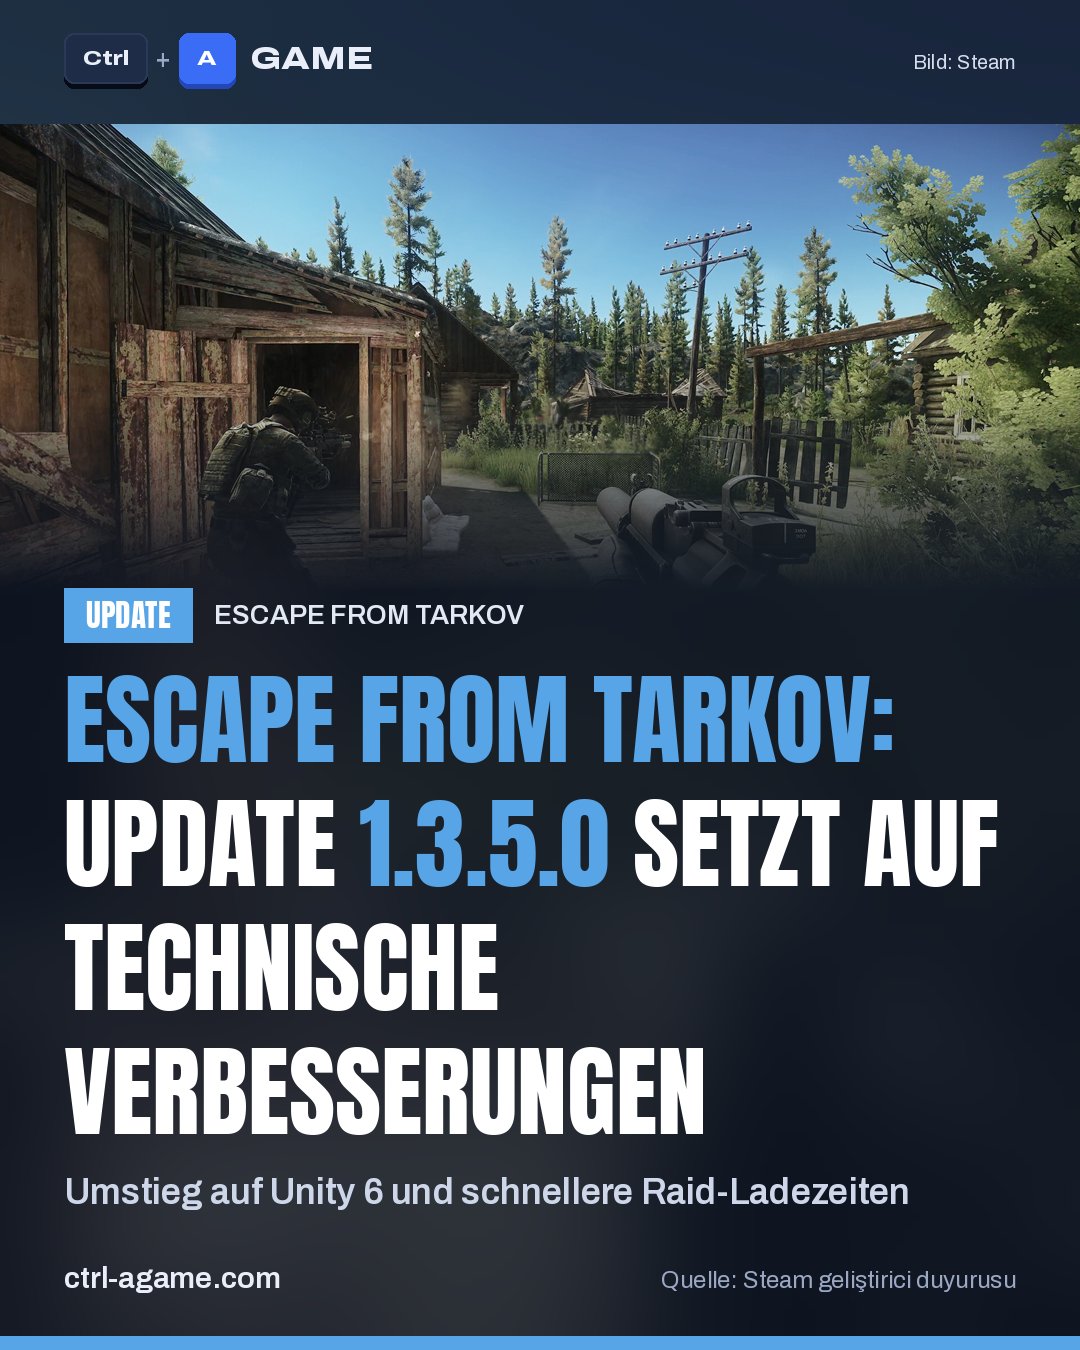 Ctrl + A GAME
Bild: Steam
UPDATE ESCAPE FROM TARKOV
ESCAPE FROM TARKOV:
UPDATE 1.3.5.0 SETZT AUF
TECHNISCHE
VERBESSERUNGEN
Umstieg auf Unity 6 und schnellere Raid-Ladezeiten
ctrl-agame.com
Quelle: Steam geliştirici duyurusu